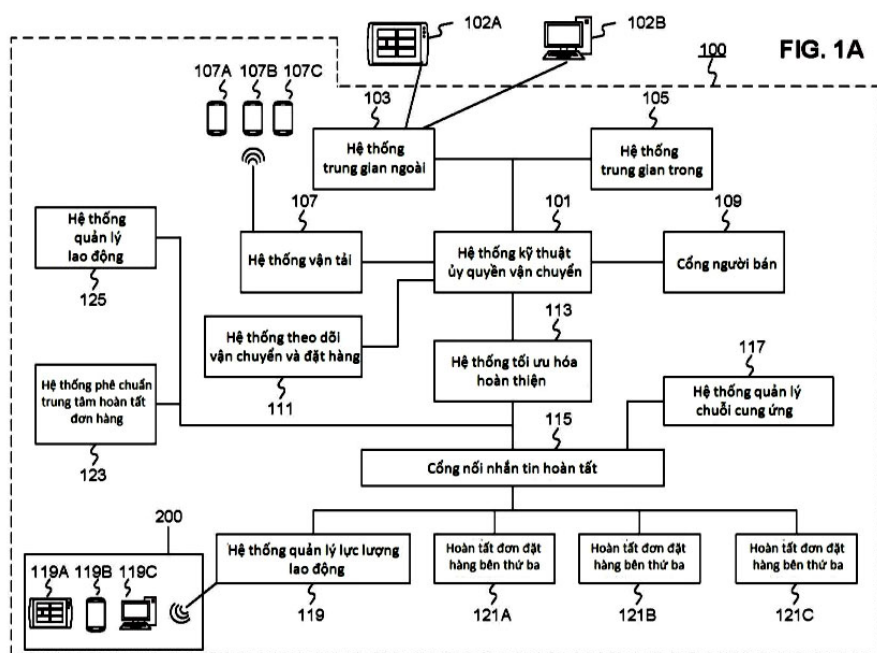 102A
102B
FIG. 1A
100
107A 107B 107C
103
105
Hệ thống
trung gian ngoài
Hệ thống
trung gian trong
107
101
109
Hệ thống
quản lý
lao động
Hệ thống vận tải
Hệ thống kỹ thuật
ủy quyền vận chuyển
Cổng người bán
125
113
Hệ thống theo dõi
vận chuyển và đặt hàng
Hệ thống tối ưu hóa
hoàn thiện
117
111
Hệ thống phê chuẩn
trung tâm hoàn tất
đơn hàng
Hệ thống quản lý
chuỗi cung ứng
115
123
Cổng nối nhắn tin hoàn tất
200
Hệ thống quản lý lực lượng
lao động
Hoàn tất đơn đặt
hàng bên thứ ba
Hoàn tất đơn đặt
hàng bên thứ ba
Hoàn tất đơn đặt
hàng bên thứ ba
119A 119B 119C
119
121A
121B
121C